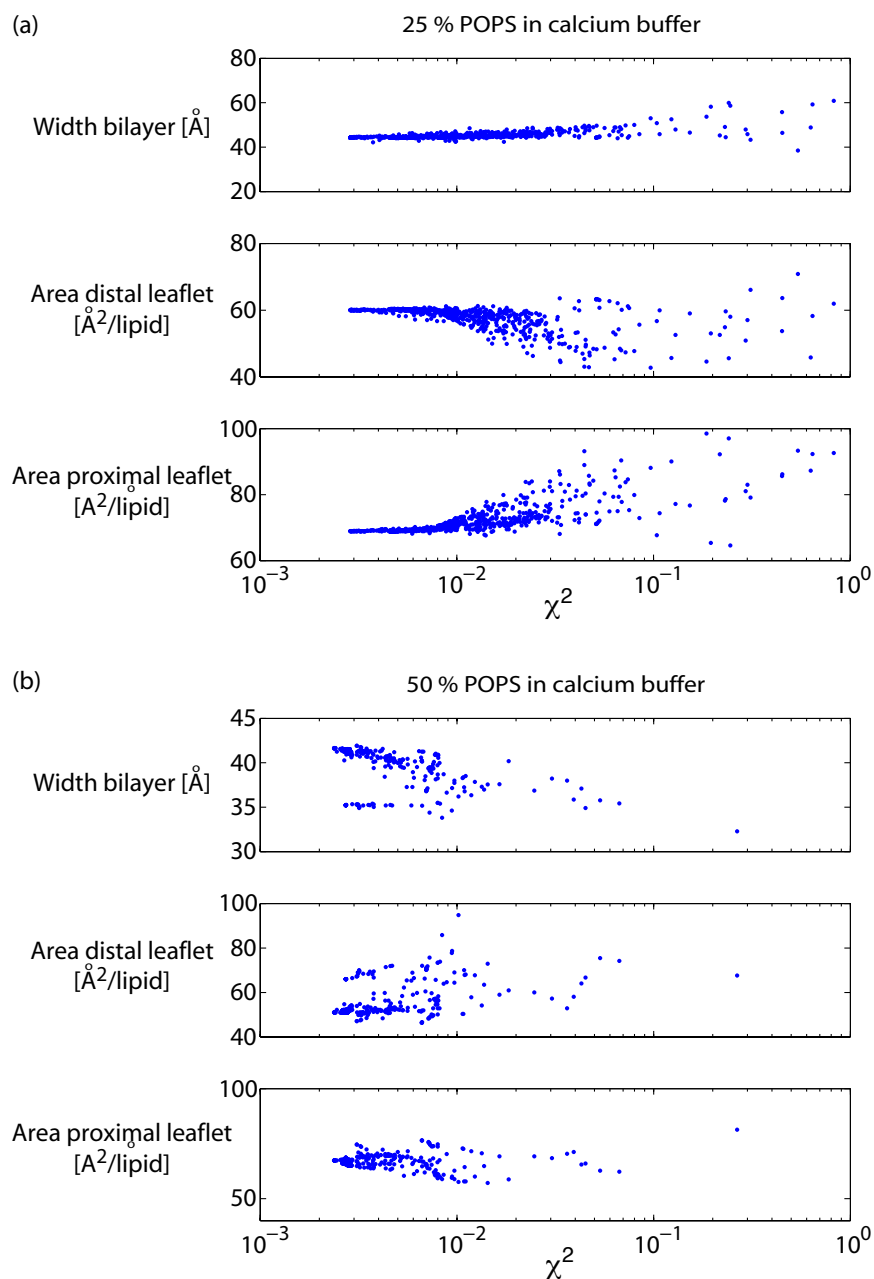 (a)
25 % POPS in calcium buffer
80
60
40
20
Width bilayer [Å]
80
60
40
Area distal leaflet
[Å²/lipid]
100
80
60
Area proximal leaflet
[Å²/lipid]
10⁻³
10⁻²
10⁻¹
10⁰
χ²
(b)
50 % POPS in calcium buffer
45
40
35
30
Width bilayer [Å]
100
80
60
40
Area distal leaflet
[Å²/lipid]
100
50
Area proximal leaflet
[Å²/lipid]
10⁻³
10⁻²
10⁻¹
10⁰
χ²